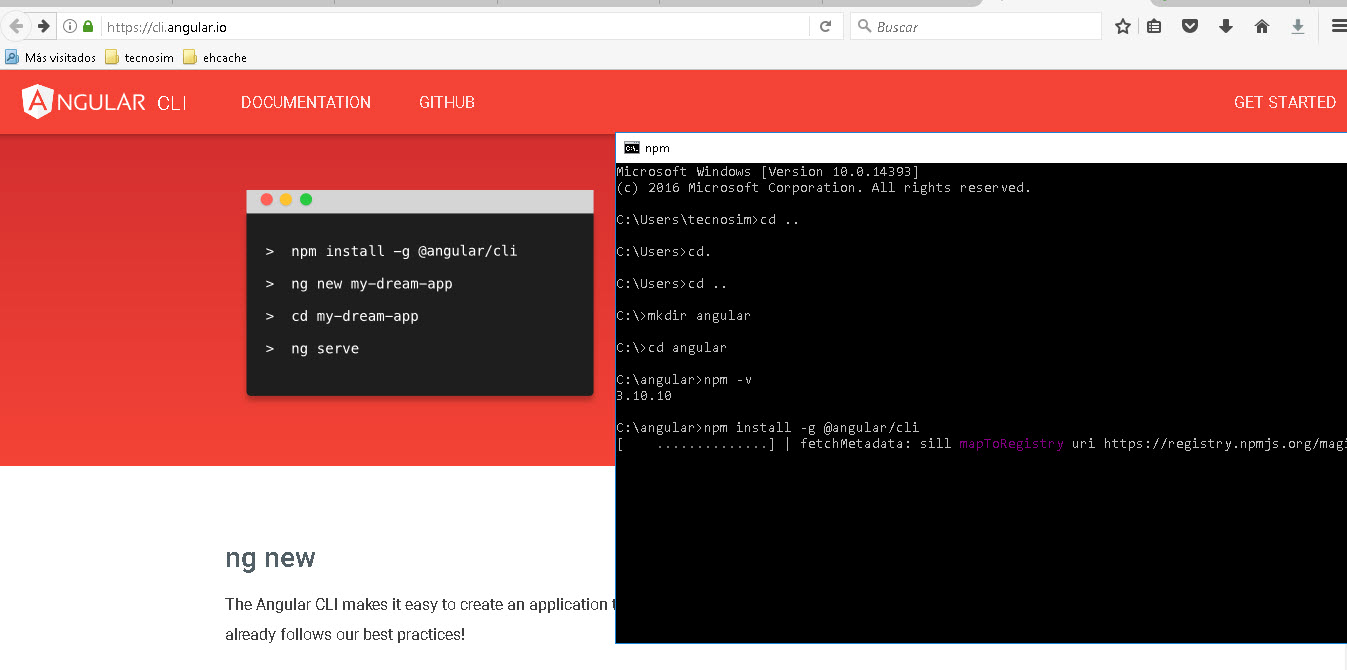 https://cli.angular.io
Buscar
Más visitados
tecnosim
ehcache
ANGULAR CLI
DOCUMENTATION
GITHUB
GET STARTED
> npm install -g @angular/cli
> ng new my-dream-app
> cd my-dream-app
> ng serve
npm
Microsoft Windows [Version 10.0.14393]
(c) 2016 Microsoft Corporation. All rights reserved.
C:\Users\tecnosim>cd ..
C:\Users>cd.
C:\Users>cd ..
C:\>mkdir angular
C:\>cd angular
C:\angular>npm -v
3.10.10
C:\angular>npm install -g @angular/cli
[    ..............] | fetchMetadata: sill mapToRegistry uri https://registry.npmjs.org/magi
ng new
The Angular CLI makes it easy to create an application t
already follows our best practices!